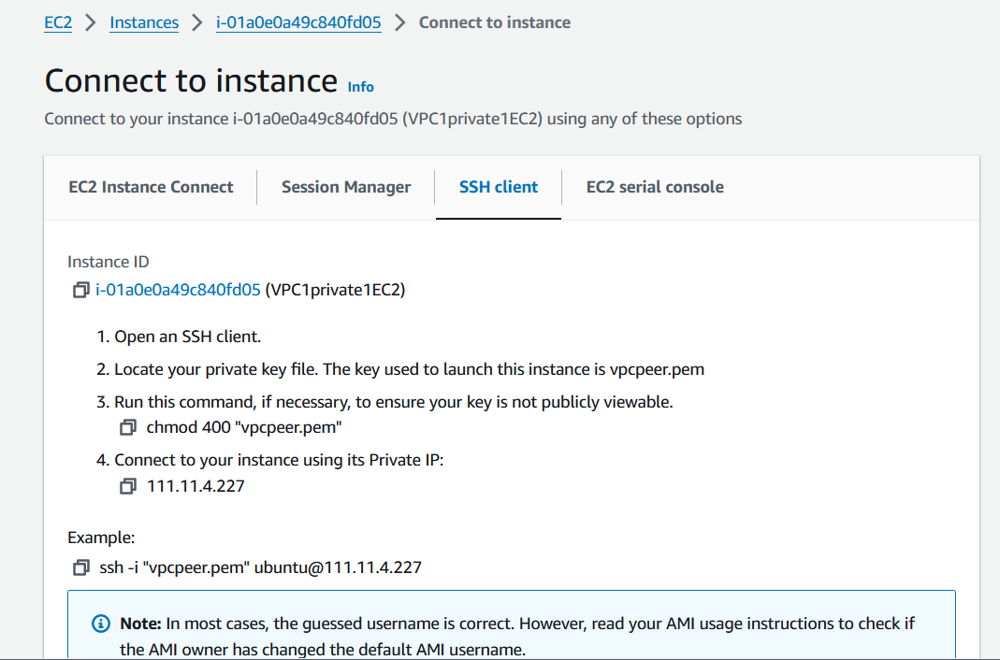 EC2 > Instances > i-01a0e0a49c840fd05 > Connect to instance
Connect to instance Info
Connect to your instance i-01a0e0a49c840fd05 (VPC1private1EC2) using any of these options
EC2 Instance Connect Session Manager SSH client EC2 serial console
Instance ID
i-01a0e0a49c840fd05 (VPC1private1EC2)
1. Open an SSH client.
2. Locate your private key file. The key used to launch this instance is vpcpeer.pem
3. Run this command, if necessary, to ensure your key is not publicly viewable.
chmod 400 "vpcpeer.pem"
4. Connect to your instance using its Private IP:
111.11.4.227
Example:
ssh -i "vpcpeer.pem" ubuntu@111.11.4.227
Note: In most cases, the guessed username is correct. However, read your AMI usage instructions to check if
the AMI owner has changed the default AMI username.